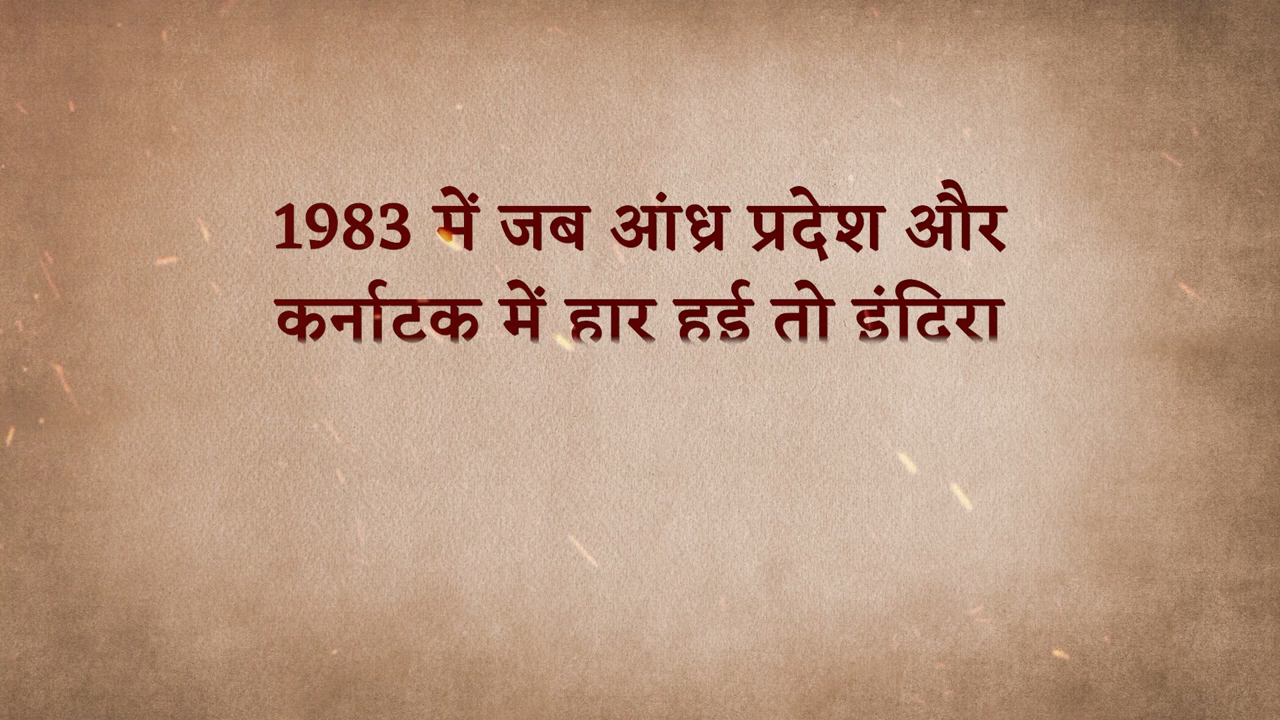 1983 में जब आंध्र प्रदेश और
कर्नाटक में हार हुई तो इंदिरा